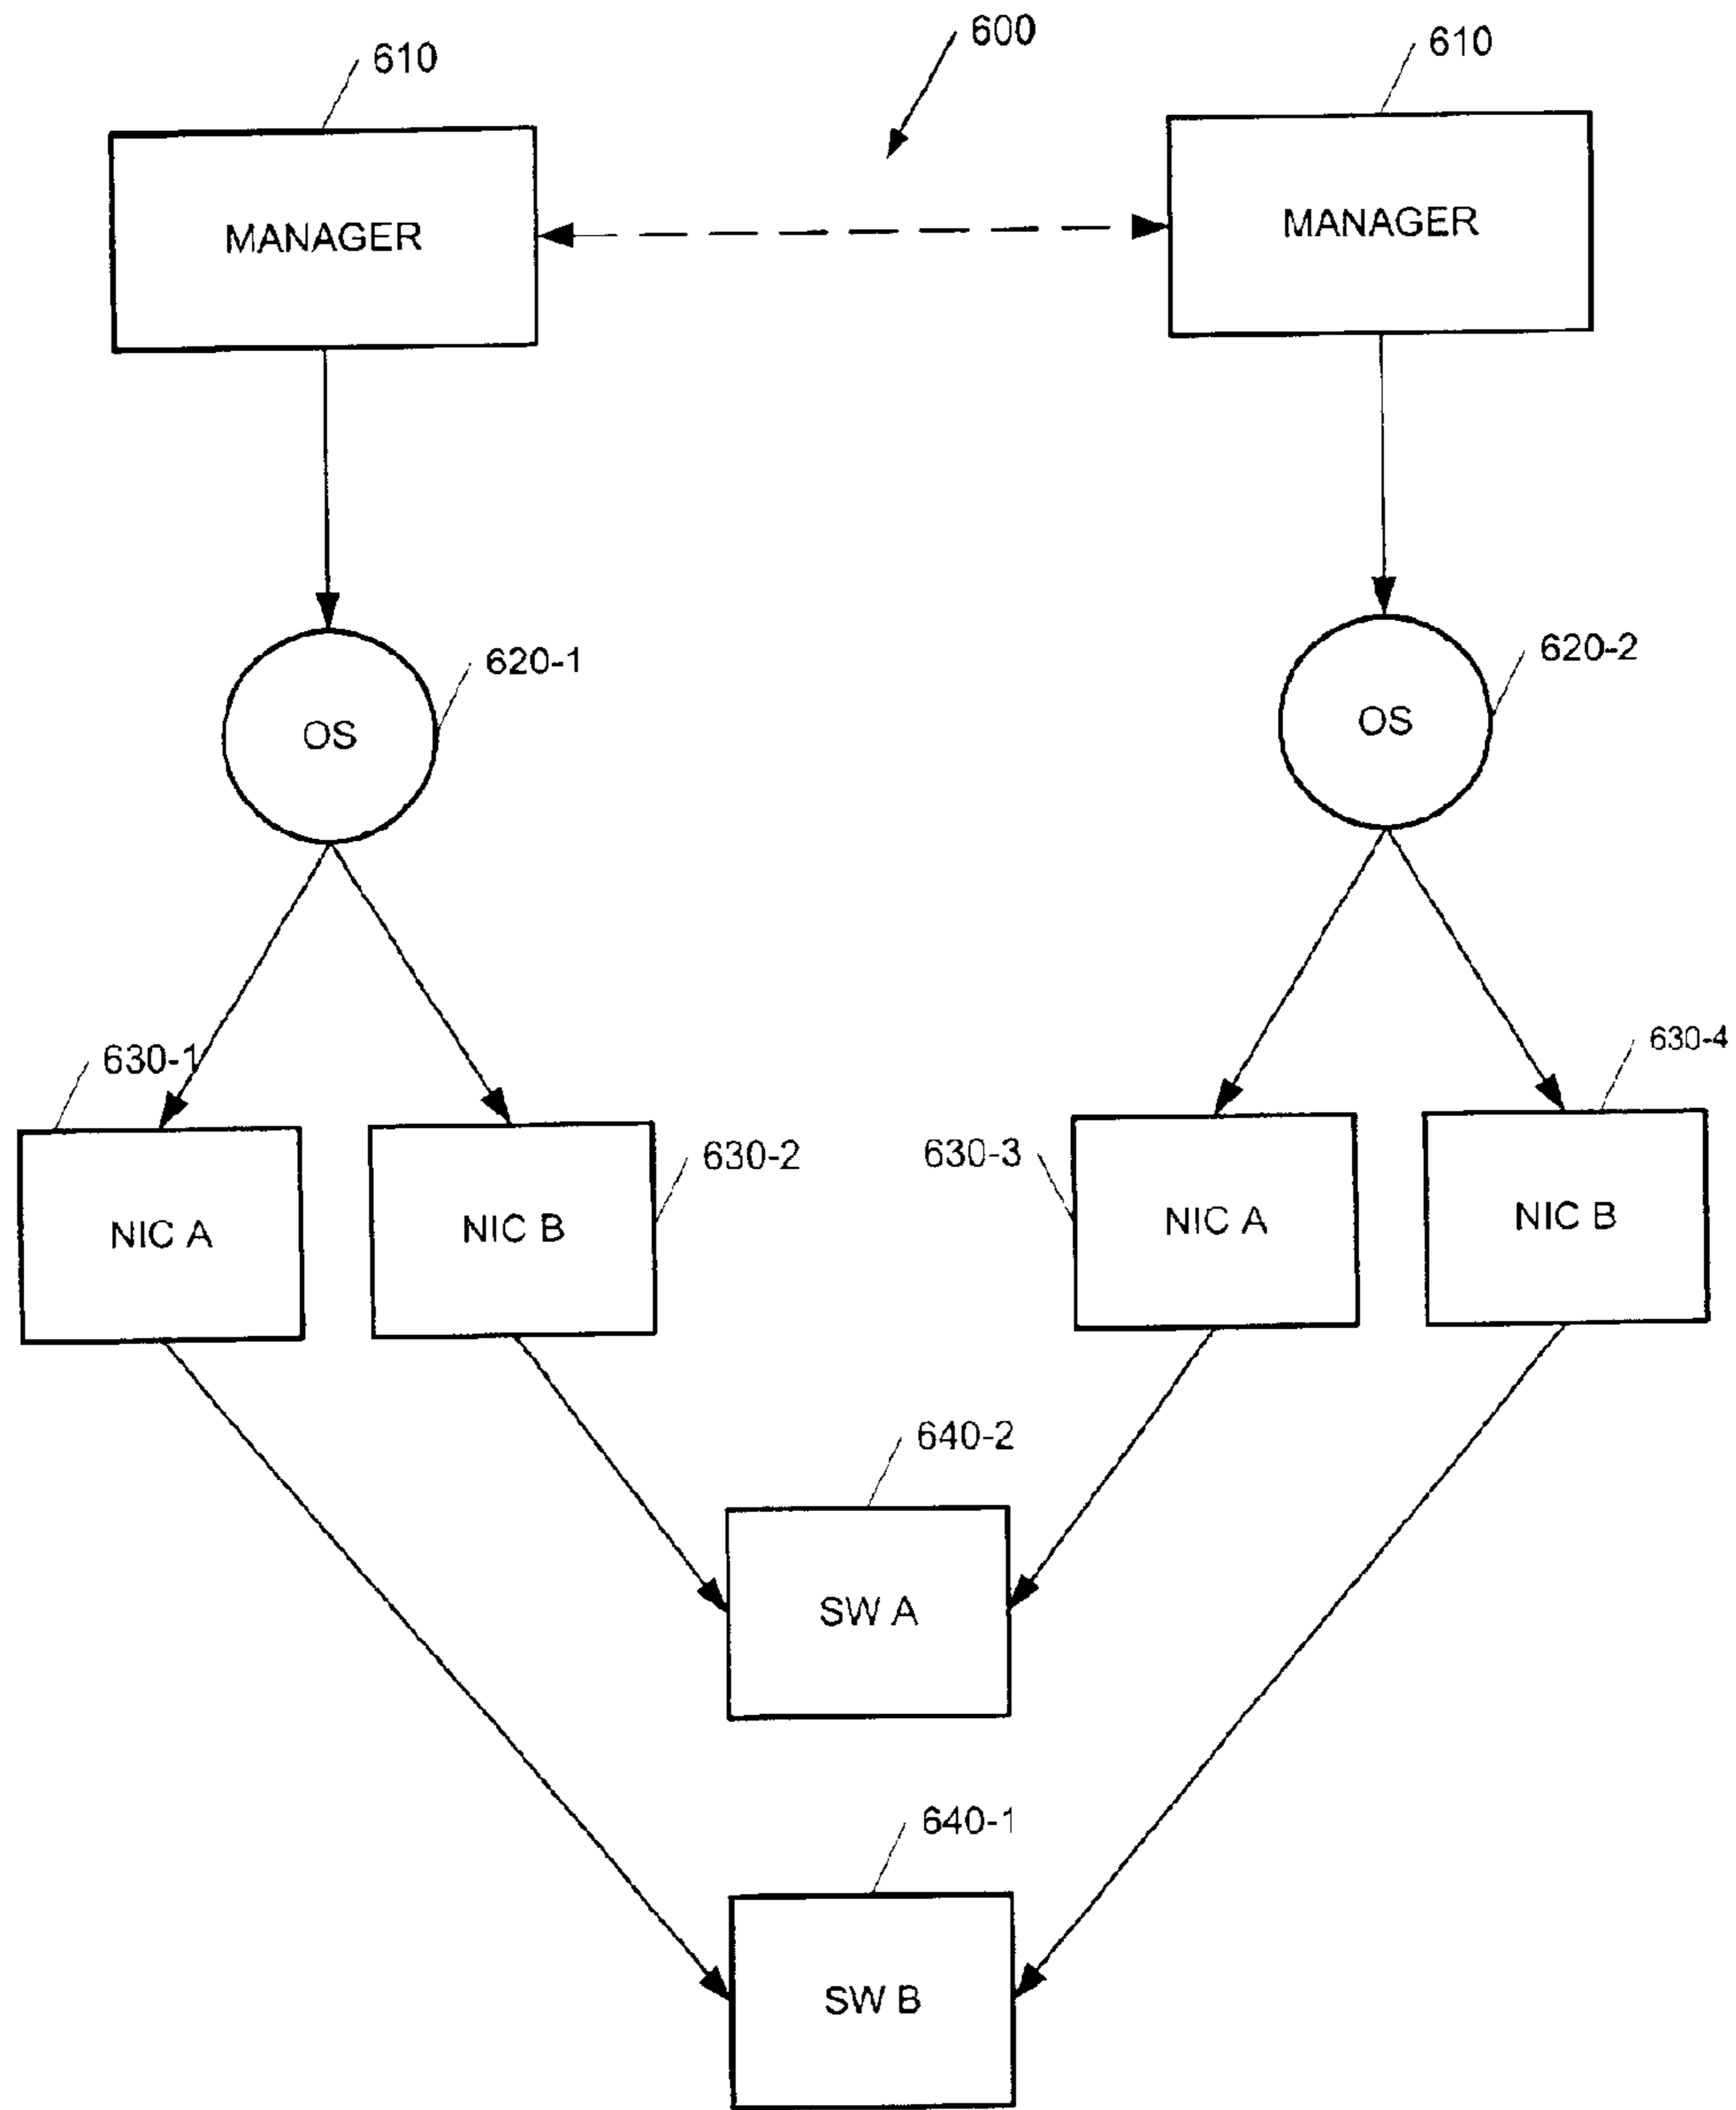 600
610
610
MANAGER
MANAGER
620-1
620-2
OS
OS
630-1
630-4
630-2
630-3
NIC A
NIC B
NIC A
NIC B
640-2
SW A
640-1
SW B